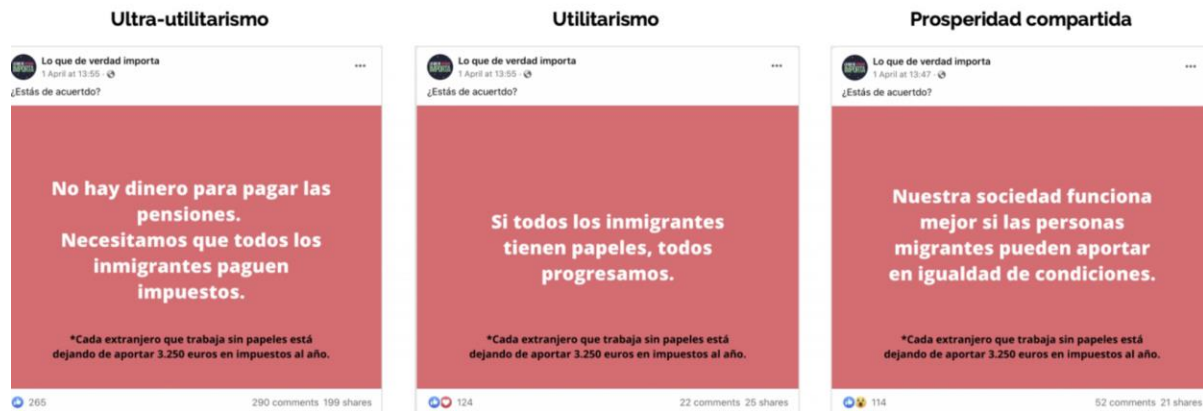 Ultra-utilitarismo
Lo que de verdad importa
1 April at 13:55 ·
¿Estás de acuertdo?
No hay dinero para pagar las
pensiones.
Necesitamos que todos los
inmigrantes paguen
impuestos.
*Cada extranjero que trabaja sin papeles está
dejando de aportar 3.250 euros en impuestos al año.
265
290 comments 199 shares
Utilitarismo
Lo que de verdad importa
1 April at 13:55 ·
¿Estás de acuertdo?
Si todos los inmigrantes
tienen papeles, todos
progresamos.
*Cada extranjero que trabaja sin papeles está
dejando de aportar 3.250 euros en impuestos al año.
124
22 comments 25 shares
Prosperidad compartida
Lo que de verdad importa
1 April at 13:47 ·
¿Estás de acuertdo?
Nuestra sociedad funciona
mejor si las personas
migrantes pueden aportar
en igualdad de condiciones.
*Cada extranjero que trabaja sin papeles está
dejando de aportar 3.250 euros en impuestos al año.
114
52 comments 21 shares